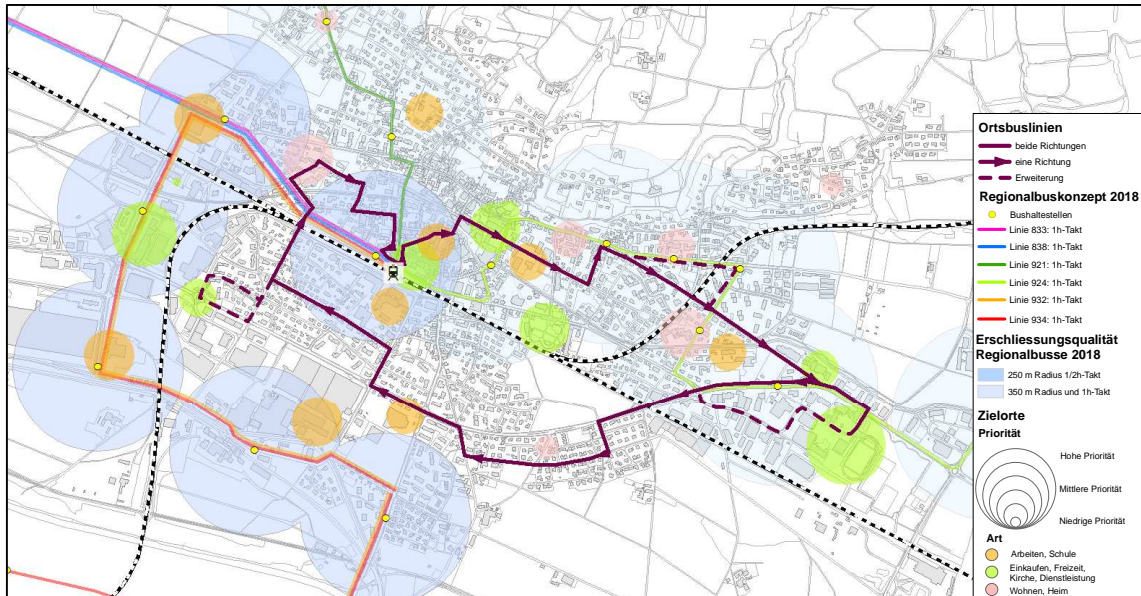 Ortsbuslinien
beide Richtungen
eine Richtung
Erweiterung
Regionalbuskonzept 2018
Bushaltestellen
Linie 833: 1h-Takt
Linie 838: 1h-Takt
Linie 921: 1h-Takt
Linie 924: 1h-Takt
Linie 932: 1h-Takt
Linie 934: 1h-Takt
Erschliessungsqualität
Regionalbusse 2018
250 m Radius 1/2h-Takt
350 m Radius und 1h-Takt
Zielorte
Priorität
Hohe Priorität
Mittlere Priorität
Niedrige Priorität
Art
Arbeiten, Schule
Einkaufen, Freizeit,
Kirche, Dienstleistung
Wohnen, Heim